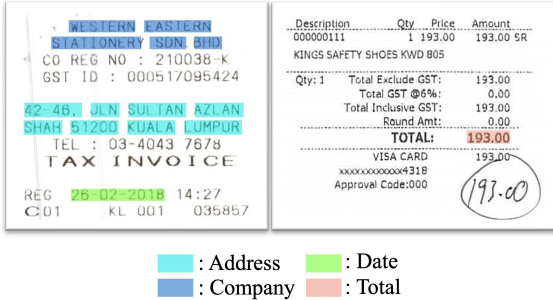 WESTERN EASTERN
STATIONERY SDN. BHD
CO REG NO : 210038-K
GST ID : 000517095424
42-46, JLN SULTAN AZLAN
SHAH 51200 KUALA LUMPUR
TEL : 03-4043 7678
TAX INVOICE
REG 26-02-2018 14:27
C01 KL 001 035857
Description Qty Price Amount
000000111 1 193.00 193.00 SR
KINGS SAFETY SHOES KWD 805
Qty: 1 Total Exclude GST: 193.00
Total GST @6%: 0.00
Total Inclusive GST: 193.00
Round Amt: 0.00
TOTAL: 193.00
VISA CARD 193.00
xxxxxxxxxxxx4318
Approval Code:000
193.00
: Address : Date
: Company : Total